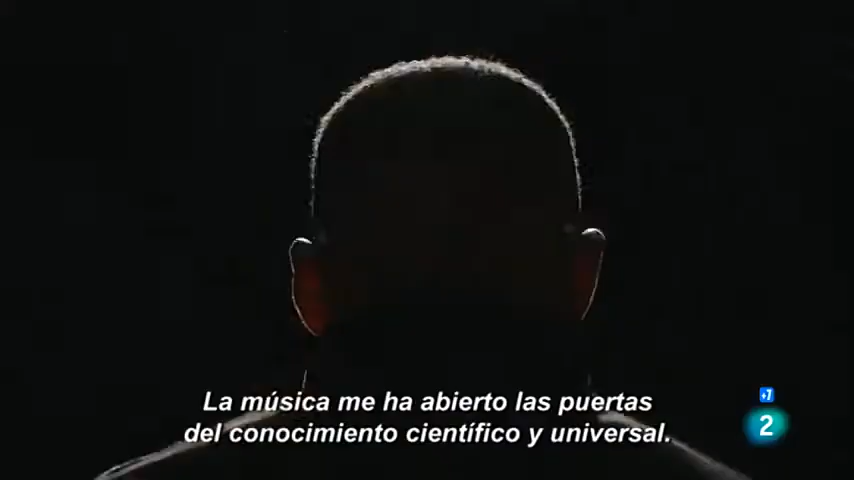 La música me ha abierto las puertas
del conocimiento científico y universal.
+7
2